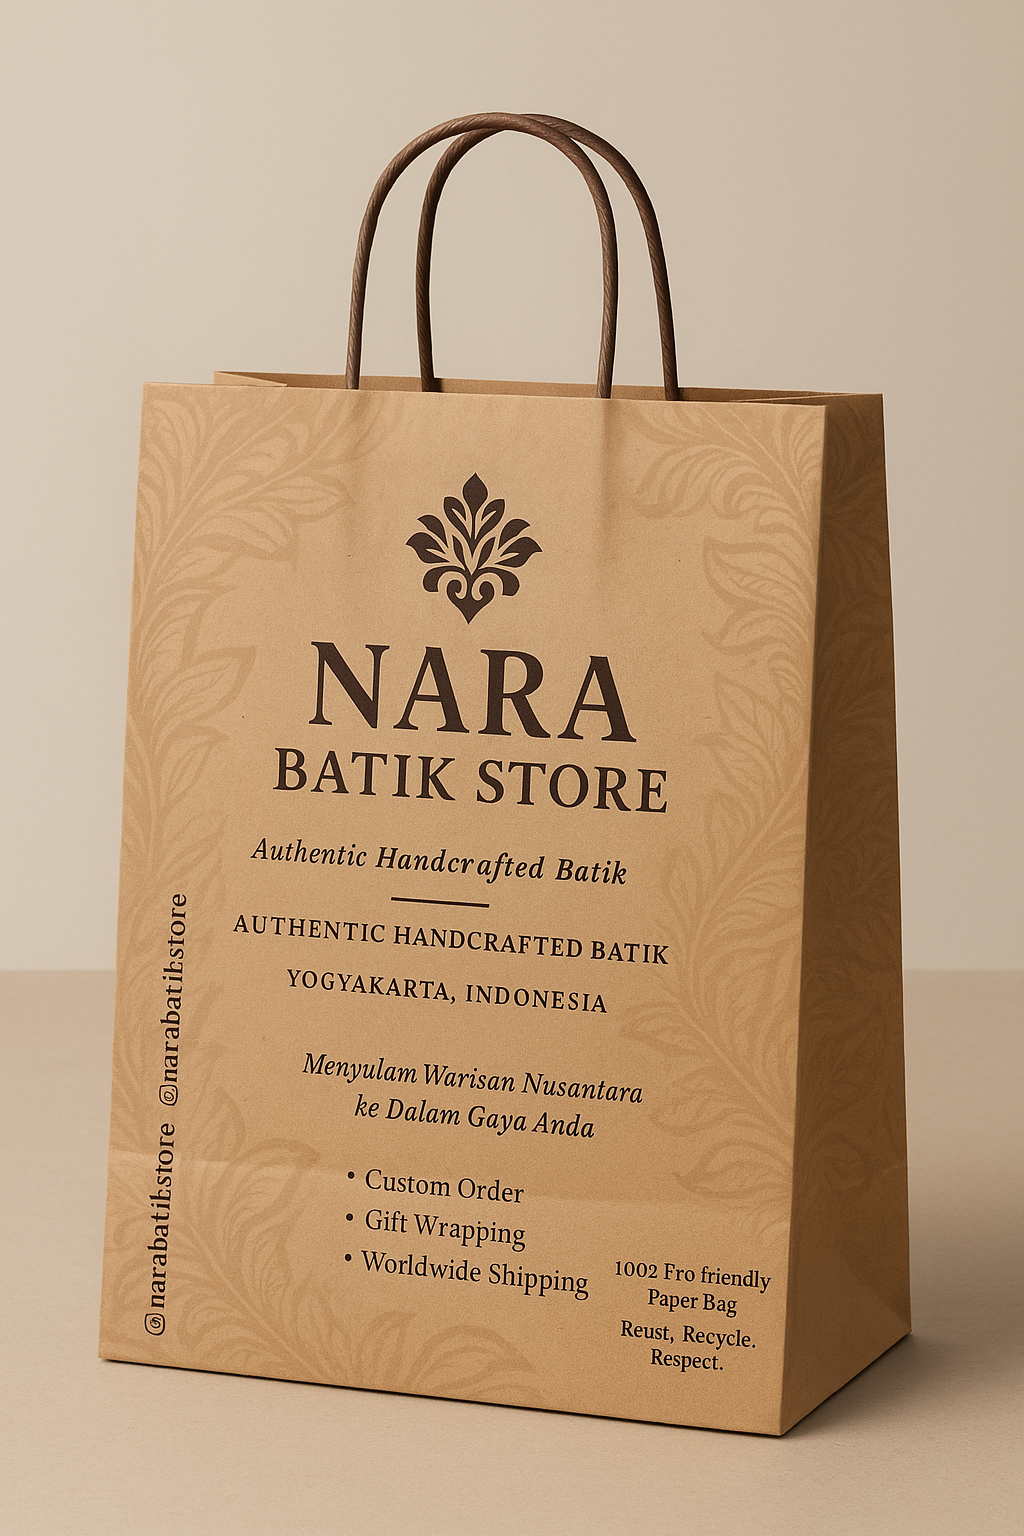 NARA
BATIK STORE
Authentic Handcrafted Batik
AUTHENTIC HANDCRAFTED BATIK
YOGYAKARTA, INDONESIA
Menyulam Warisan Nusantara
ke Dalam Gaya Anda
• Custom Order
• Gift Wrapping
• Worldwide Shipping
1002 Fro friendly
Paper Bag
Reust, Recycle.
Respect.
narabatikstore
narabatikstore